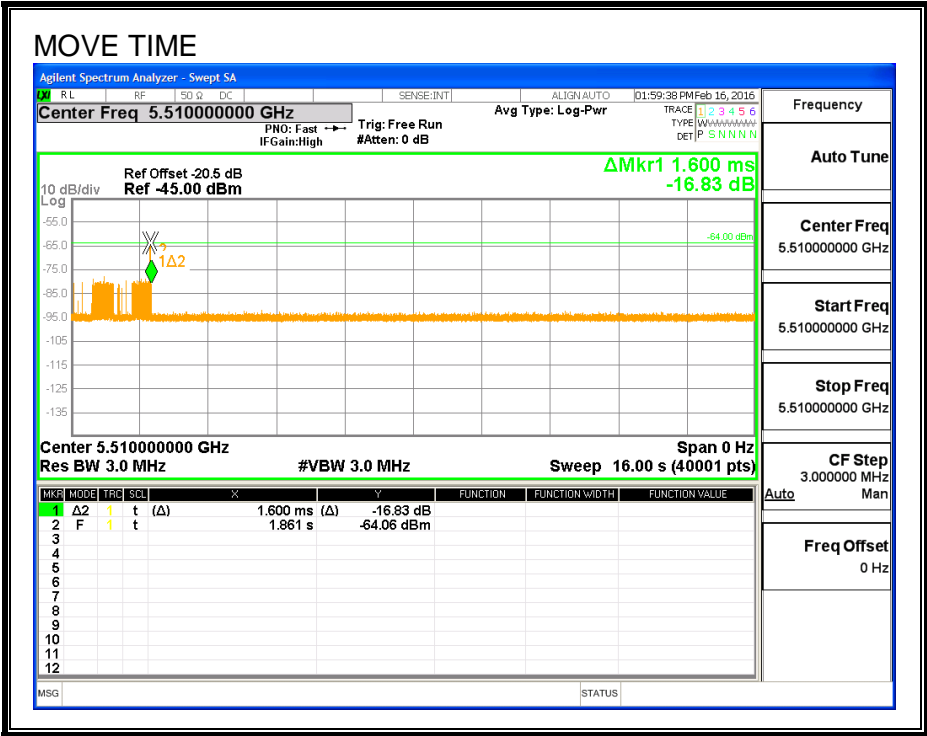 MOVE TIME
Agilent Spectrum Analyzer - Swept SA
LXI RL RF 50 Ω DC SENSE:INT ALIGNAUTO 01:59:38 PM Feb 16, 2016
Center Freq 5.510000000 GHz
PNO: Fast
IFGain:High
Trig: Free Run
#Atten: 0 dB
Avg Type: Log-Pwr
TRACE 1 2 3 4 5 6
TYPE W
DET P S N N N N
ΔMkr1 1.600 ms
-16.83 dB
Ref Offset -20.5 dB
10 dB/div Ref -45.00 dBm
Log
-55.0
-65.0
-75.0
-85.0
-95.0
-105
-115
-125
-135
-64.00 dBm
2
1Δ2
Center 5.510000000 GHz Span 0 Hz
Res BW 3.0 MHz #VBW 3.0 MHz Sweep 16.00 s (40001 pts)
MKR MODE TRC SCL X Y FUNCTION FUNCTION WIDTH FUNCTION VALUE
1 Δ2 1 t (Δ) 1.600 ms (Δ) -16.83 dB
2 F 1 t 1.861 s -64.06 dBm
3
4
5
6
7
8
9
10
11
12
MSG STATUS
Frequency
Auto Tune
Center Freq
5.510000000 GHz
Start Freq
5.510000000 GHz
Stop Freq
5.510000000 GHz
CF Step
3.000000 MHz
Auto Man
Freq Offset
0 Hz